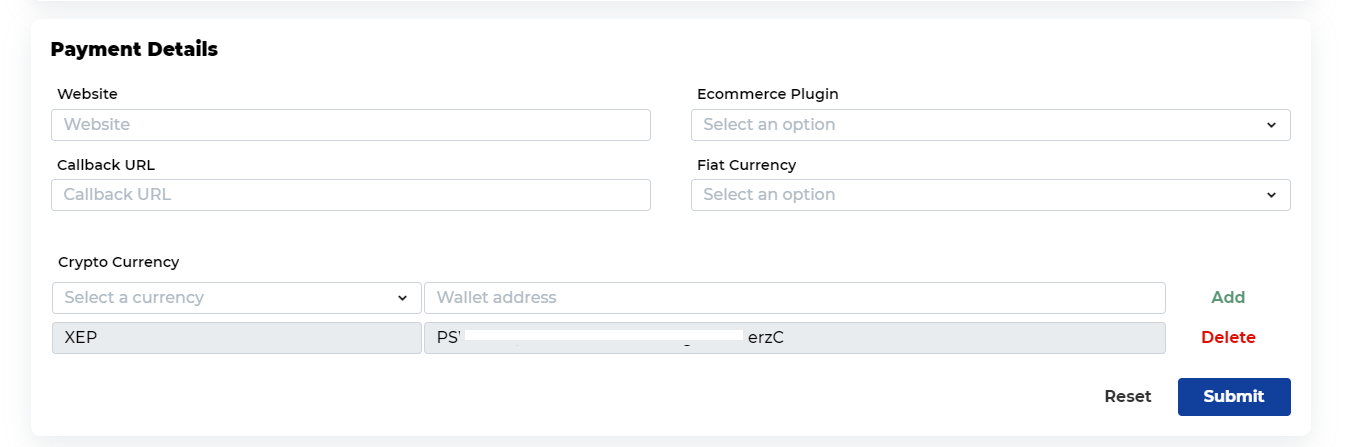 Payment Details
Website Ecommerce Plugin
Website Select an option
Callback URL Fiat Currency
Callback URL Select an option
Crypto Currency
Select a currency Wallet address Add
XEP PS' erzC Delete
Reset Submit